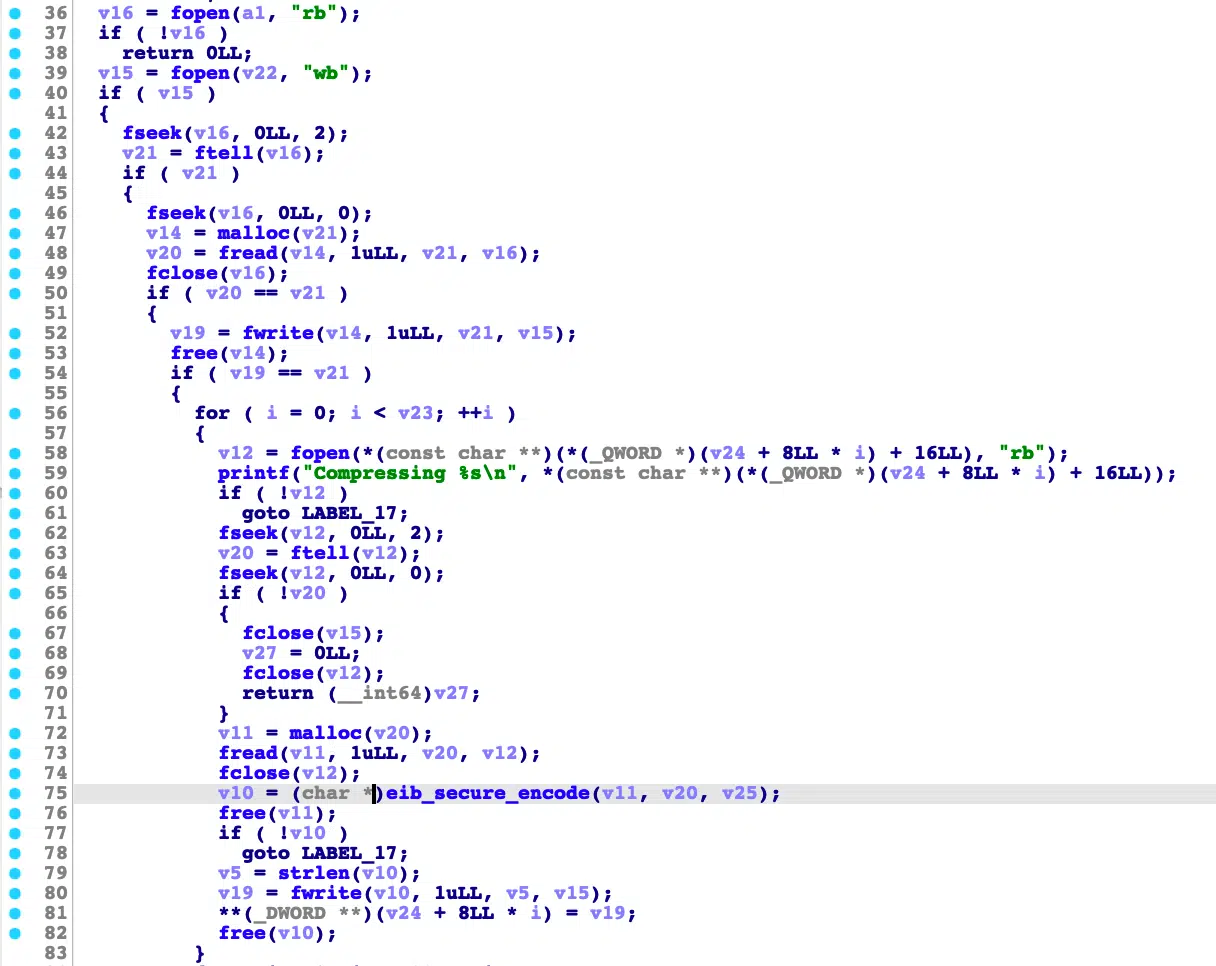 36 v16 = fopen(a1, "rb");
37 if ( !v16 )
38 return 0LL;
39 v15 = fopen(v22, "wb");
40 if ( v15 )
41 {
42 fseek(v16, 0LL, 2);
43 v21 = ftell(v16);
44 if ( v21 )
45 {
46 fseek(v16, 0LL, 0);
47 v14 = malloc(v21);
48 v20 = fread(v14, 1uLL, v21, v16);
49 fclose(v16);
50 if ( v20 == v21 )
51 {
52 v19 = fwrite(v14, 1uLL, v21, v15);
53 free(v14);
54 if ( v19 == v21 )
55 {
56 for ( i = 0; i < v23; ++i )
57 {
58 v12 = fopen(*(const char **)(*(_QWORD *)(v24 + 8LL * i) + 16LL), "rb");
59 printf("Compressing %s\n", *(const char **)(*(_QWORD *)(v24 + 8LL * i) + 16LL));
60 if ( !v12 )
61 goto LABEL_17;
62 fseek(v12, 0LL, 2);
63 v20 = ftell(v12);
64 fseek(v12, 0LL, 0);
65 if ( !v20 )
66 {
67 fclose(v15);
68 v27 = 0LL;
69 fclose(v12);
70 return (__int64)v27;
71 }
72 v11 = malloc(v20);
73 fread(v11, 1uLL, v20, v12);
74 fclose(v12);
75 v10 = (char *)eib_secure_encode(v11, v20, v25);
76 free(v11);
77 if ( !v10 )
78 goto LABEL_17;
79 v5 = strlen(v10);
80 v19 = fwrite(v10, 1uLL, v5, v15);
81 **(_DWORD **)(v24 + 8LL * i) = v19;
82 free(v10);
83 }